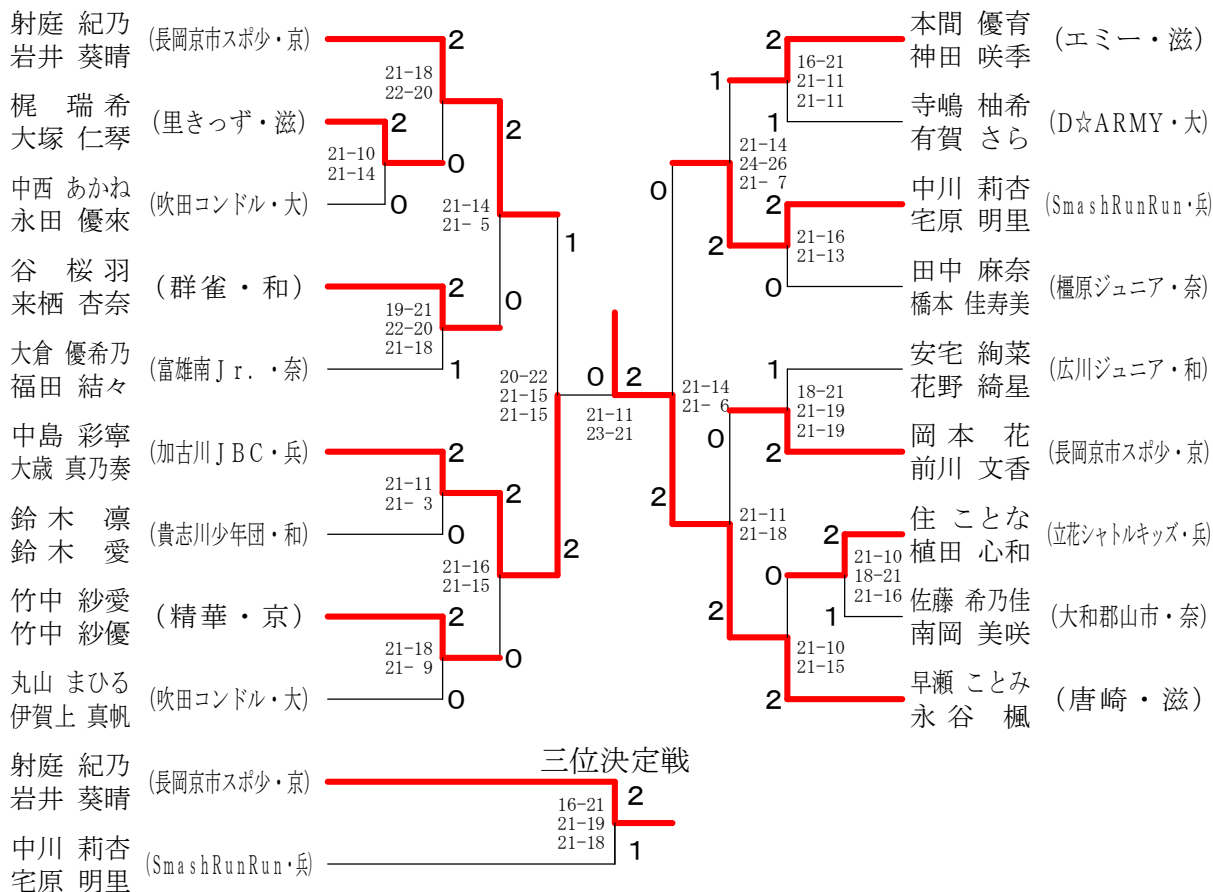 射庭 紀乃
岩井 葵晴
(長岡京市スポ少・京)
2
21-18
22-20
梶 瑞希
大塚 仁琴
(里きっず・滋)
2
2
21-10
21-14
0
中西 あかね
永田 優來
(吹田コンドル・大)
0
21-14
21- 5
1
谷 桜羽
来栖 杏奈
(群雀・和)
2
0
19-21
22-20
21-18
大倉 優希乃
福田 結々
(富雄南Jr.・奈)
1
20-22
21-15
21-15
中島 彩寧
大歳 真乃奏
(加古川JBC・兵)
2
21-11
21- 3
2
鈴木 凛
鈴木 愛
(貴志川少年団・和)
0
2
21-16
21-15
竹中 紗愛
竹中 紗優
(精華・京)
2
21-18
21- 9
0
丸山 まひる
伊賀上 真帆
(吹田コンドル・大)
0
0
2
21-11
23-21
本間 優育
神田 咲季
(エミー・滋)
2
1
16-21
21-11
21-11
寺嶋 柚希
有賀 さら
(D☆ARMY・大)
1
21-14
24-26
21- 7
0
中川 莉杏
宅原 明里
(SmashRunRun・兵)
2
2
21-16
21-13
田中 麻奈
橋本 佳寿美
(橿原ジュニア・奈)
0
安宅 絢菜
花野 綺星
(広川ジュニア・和)
1
21-14
21- 6
18-21
21-19
21-19
0
岡本 花
前川 文香
(長岡京市スポ少・京)
2
2
21-11
21-18
住 ことな
植田 心和
(立花シャトルキッズ・兵)
2
21-10
18-21
21-16
0
佐藤 希乃佳
南岡 美咲
(大和郡山市・奈)
1
2
21-10
21-15
早瀬 ことみ
永谷 楓
(唐崎・滋)
2
三位決定戦
射庭 紀乃
岩井 葵晴
(長岡京市スポ少・京)
2
16-21
21-19
21-18
中川 莉杏
宅原 明里
(SmashRunRun・兵)
1